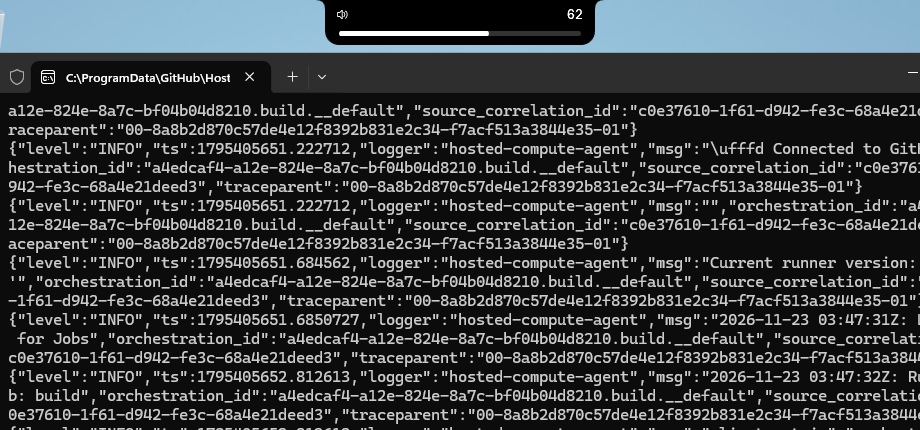 62
C:\ProgramData\GitHub\Host
a12e-824e-8a7c-bf04b04d8210.build.__default","source_correlation_id":"c0e37610-1f61-d942-fe3c-68a4e21d
raceparent":"00-8a8b2d870c57de4e12f8392b831e2c34-f7acf513a3844e35-01"}
{"level":"INFO","ts":1795405651.222712,"logger":"hosted-compute-agent","msg":"\ufffd Connected to GitH
hestration_id":"a4edcaf4-a12e-824e-8a7c-bf04b04d8210.build.__default","source_correlation_id":"c0e376
942-fe3c-68a4e21deed3","traceparent":"00-8a8b2d870c57de4e12f8392b831e2c34-f7acf513a3844e35-01"}
{"level":"INFO","ts":1795405651.222712,"logger":"hosted-compute-agent","msg":"","orchestration_id":"a4
12e-824e-8a7c-bf04b04d8210.build.__default","source_correlation_id":"c0e37610-1f61-d942-fe3c-68a4e21de
aceparent":"00-8a8b2d870c57de4e12f8392b831e2c34-f7acf513a3844e35-01"}
{"level":"INFO","ts":1795405651.684562,"logger":"hosted-compute-agent","msg":"Current runner version:
'","orchestration_id":"a4edcaf4-a12e-824e-8a7c-bf04b04d8210.build.__default","source_correlation_id":
-1f61-d942-fe3c-68a4e21deed3","traceparent":"00-8a8b2d870c57de4e12f8392b831e2c34-f7acf513a3844e35-01"
{"level":"INFO","ts":1795405651.6850727,"logger":"hosted-compute-agent","msg":"2026-11-23 03:47:31Z:
for Jobs","orchestration_id":"a4edcaf4-a12e-824e-8a7c-bf04b04d8210.build.__default","source_correlati
c0e37610-1f61-d942-fe3c-68a4e21deed3","traceparent":"00-8a8b2d870c57de4e12f8392b831e2c34-f7acf513a3844
{"level":"INFO","ts":1795405652.812613,"logger":"hosted-compute-agent","msg":"2026-11-23 03:47:32Z: Ru
b: build","orchestration_id":"a4edcaf4-a12e-824e-8a7c-bf04b04d8210.build.__default","source_correlatio
0e37610-1f61-d942-fe3c-68a4e21deed3","traceparent":"00-8a8b2d870c57de4e12f8392b831e2c34-f7acf513a3844e